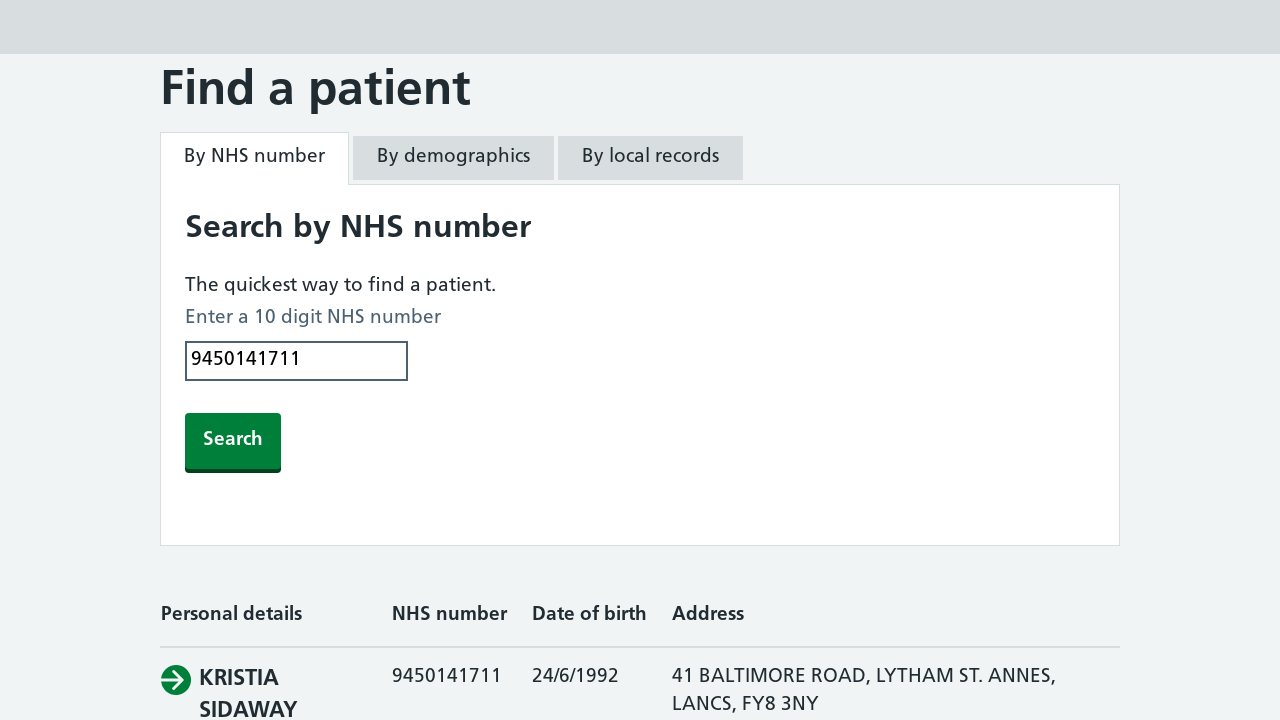 Find a patient
By NHS number By demographics By local records
Search by NHS number
The quickest way to find a patient.
Enter a 10 digit NHS number
9450141711
Search
Personal details NHS number Date of birth Address
KRISTIA 9450141711 24/6/1992 41 BALTIMORE ROAD, LYTHAM ST. ANNES,
SIDAWAY LANCS, FY8 3NY